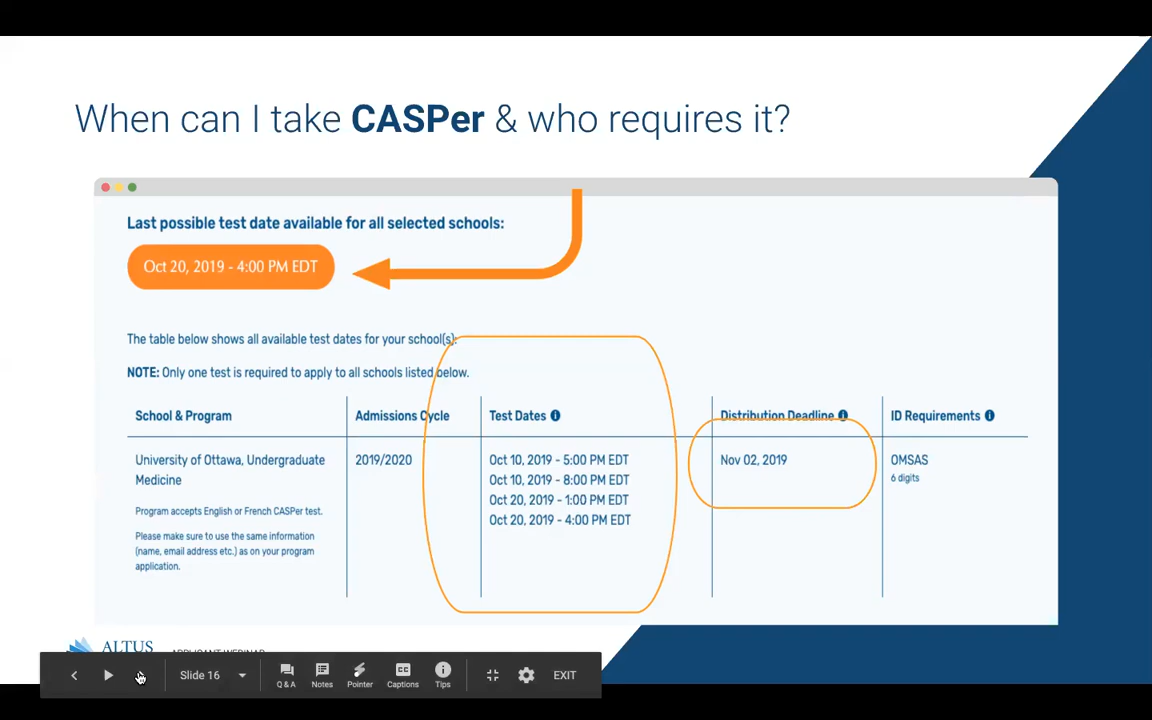 When can I take CASPer & who requires it?
Last possible test date available for all selected schools:
Oct 20, 2019 - 4:00 PM EDT
The table below shows all available test dates for your school(s):
NOTE: Only one test is required to apply to all schools listed below.
School & Program
Admissions Cycle
Test Dates
Distribution Deadline
ID Requirements
University of Ottawa, Undergraduate
Medicine
Program accepts English or French CASPer test.
Please make sure to use the same information
(name, email address etc.) as on your program
application.
2019/2020
Oct 10, 2019 - 5:00 PM EDT
Oct 10, 2019 - 8:00 PM EDT
Oct 20, 2019 - 1:00 PM EDT
Oct 20, 2019 - 4:00 PM EDT
Nov 02, 2019
OMSAS
6 digits
ALTUS
APPLICANT WEBINAR
Slide 16
Q & A
Notes
Pointer
Captions
Tips
EXIT